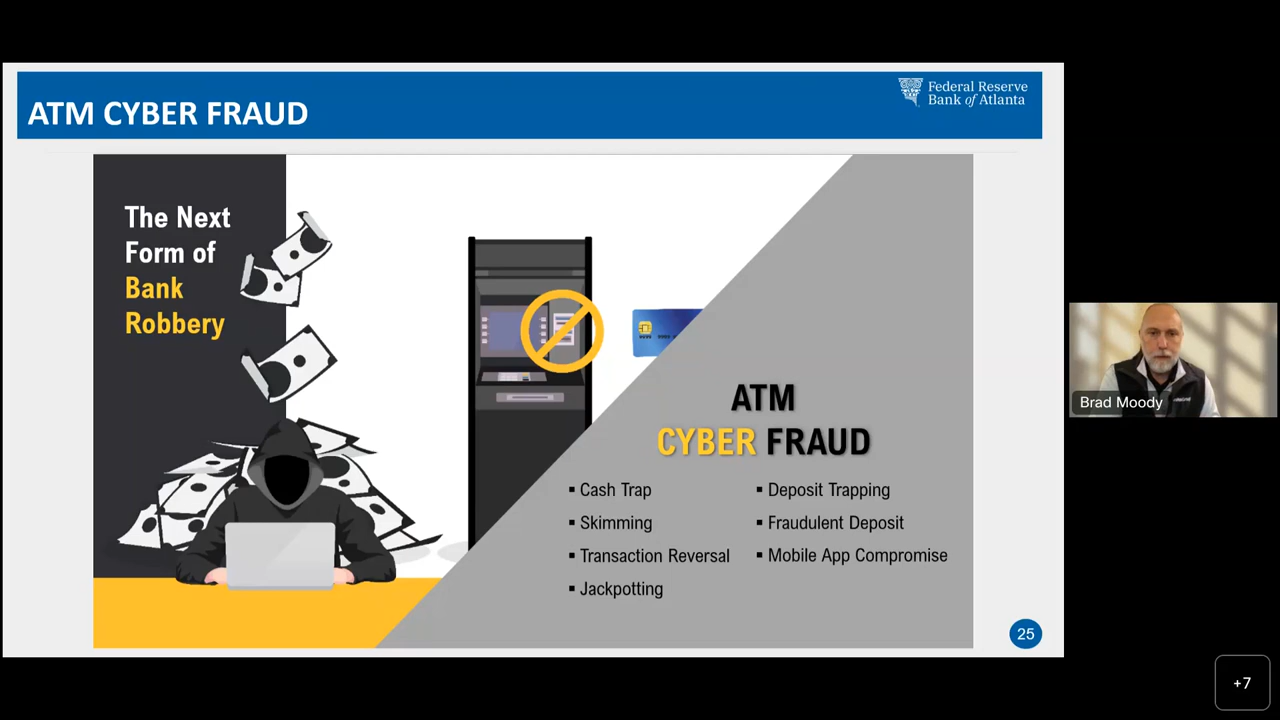 ATM CYBER FRAUD
Federal Reserve
Bank of Atlanta
The Next
Form of
Bank
Robbery
ATM
CYBER FRAUD
▪ Cash Trap
▪ Skimming
▪ Transaction Reversal
▪ Jackpotting
▪ Deposit Trapping
▪ Fraudulent Deposit
▪ Mobile App Compromise
25
Brad Moody
+7